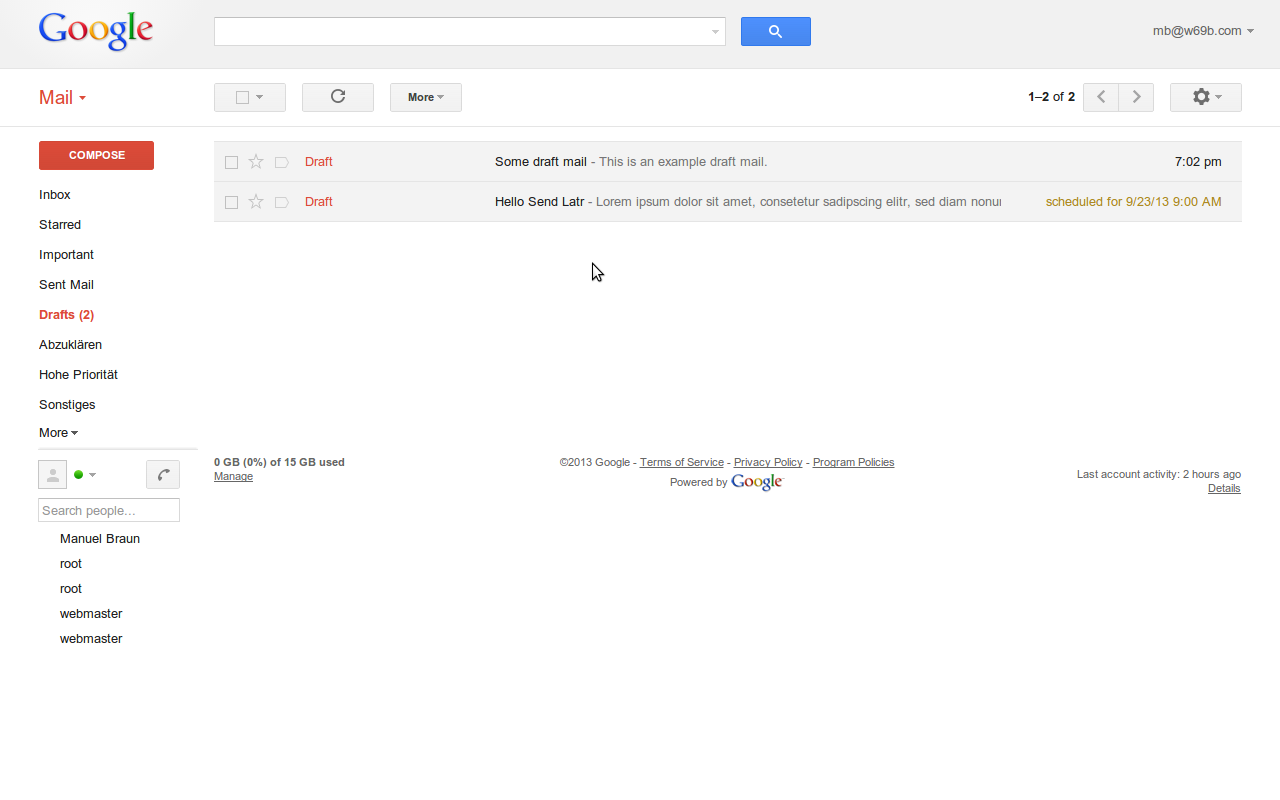 Google
mb@w69b.com
Mail
More
1–2 of 2
COMPOSE
Inbox
Starred
Important
Sent Mail
Drafts (2)
Abzuklären
Hohe Priorität
Sonstiges
More
Draft Some draft mail - This is an example draft mail. 7:02 pm
Draft Hello Send Latr - Lorem ipsum dolor sit amet, consetetur sadipscing elitr, sed diam scheduled for 9/23/13 9:00 AM
Search people...
Manuel Braun
root
root
webmaster
webmaster
0 GB (0%) of 15 GB used
Manage
©2013 Google - Terms of Service - Privacy Policy - Program Policies
Powered by Google
Last account activity: 2 hours ago
Details